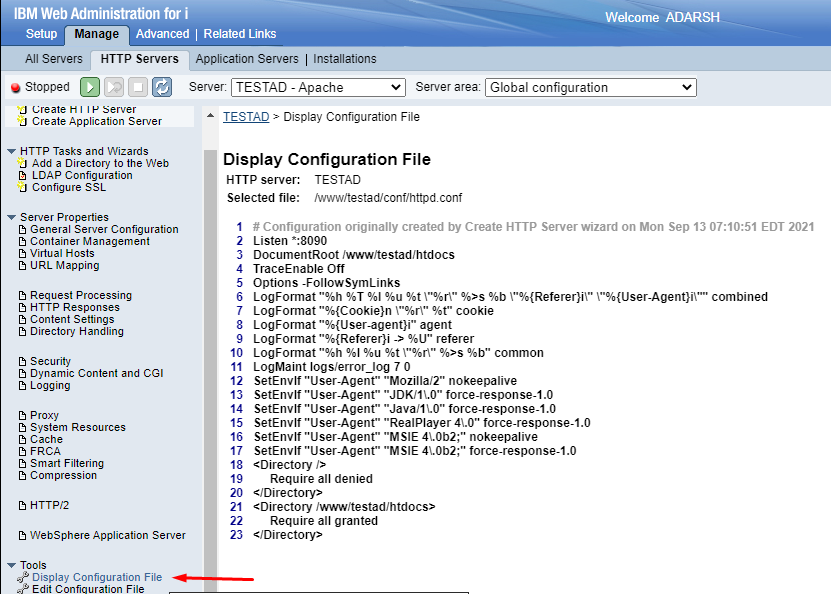 IBM Web Administration for i
Welcome ADARSH
Setup Manage Advanced | Related Links
All Servers HTTP Servers Application Servers | Installations
Stopped Server: TESTAD - Apache Server area: Global configuration
Create HTTP Server
Create Application Server
HTTP Tasks and Wizards
Add a Directory to the Web
LDAP Configuration
Configure SSL
Server Properties
General Server Configuration
Container Management
Virtual Hosts
URL Mapping
Request Processing
HTTP Responses
Content Settings
Directory Handling
Security
Dynamic Content and CGI
Logging
Proxy
System Resources
Cache
FRCA
Smart Filtering
Compression
HTTP/2
WebSphere Application Server
Tools
Display Configuration File
Edit Configuration File
TESTAD > Display Configuration File
Display Configuration File
HTTP server: TESTAD
Selected file: /www/testad/conf/httpd.conf
1 # Configuration originally created by Create HTTP Server wizard on Mon Sep 13 07:10:51 EDT 2021
2 Listen *:8090
3 DocumentRoot /www/testad/htdocs
4 TraceEnable Off
5 Options -FollowSymLinks
6 LogFormat "%h %T %l %u %t \"%r\" %>s %b \"%{Referer}i\" \"%{User-Agent}i\"" combined
7 LogFormat "%{Cookie}n \"%r\" %t" cookie
8 LogFormat "%{User-agent}i" agent
9 LogFormat "%{Referer}i -> %U" referer
10 LogFormat "%h %l %u %t \"%r\" %>s %b" common
11 LogMaint logs/error_log 7 0
12 SetEnvIf "User-Agent" "Mozilla/2" nokeepalive
13 SetEnvIf "User-Agent" "JDK/1\.0" force-response-1.0
14 SetEnvIf "User-Agent" "Java/1\.0" force-response-1.0
15 SetEnvIf "User-Agent" "RealPlayer 4\.0" force-response-1.0
16 SetEnvIf "User-Agent" "MSIE 4\.0b2;" nokeepalive
17 SetEnvIf "User-Agent" "MSIE 4\.0b2;" force-response-1.0
18 <Directory />
19 Require all denied
20 </Directory>
21 <Directory /www/testad/htdocs>
22 Require all granted
23 </Directory>